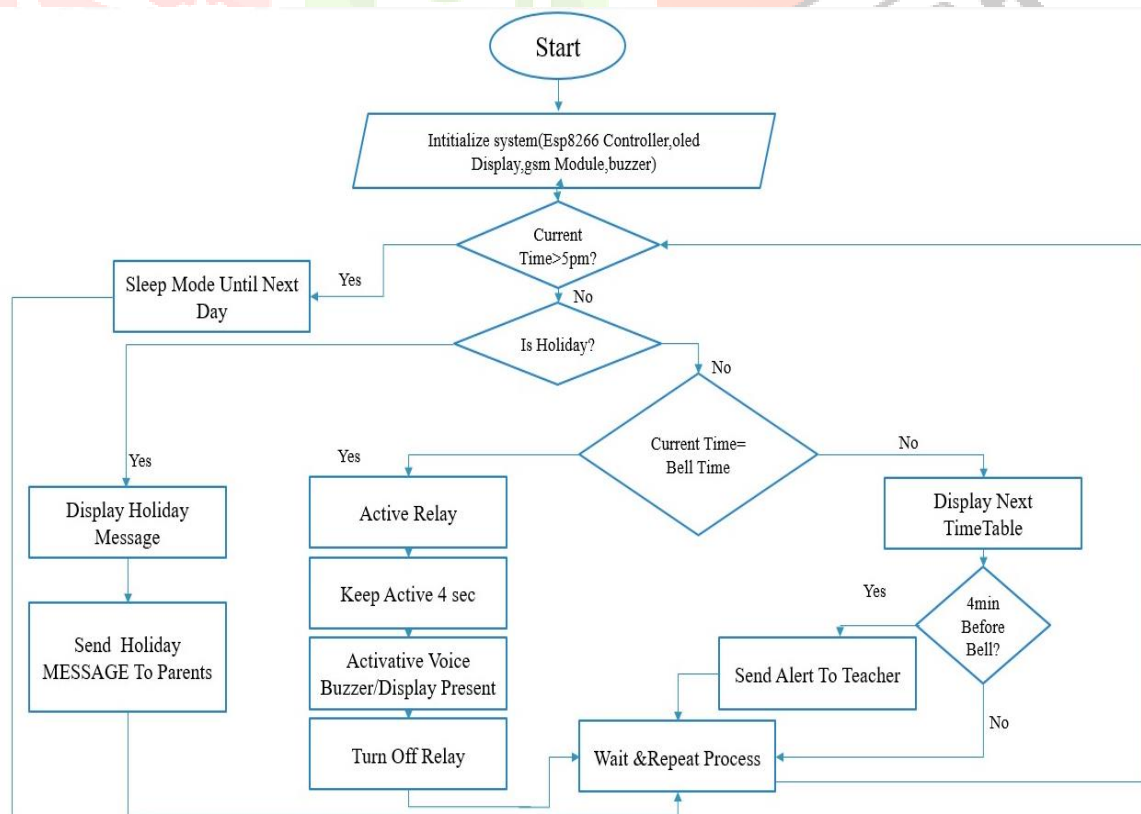 Start
Intitialize system(Esp8266 Controller,oled
Display,gsm Module,buzzer)
Current
Time>5pm?
Yes
Sleep Mode Until Next
Day
No
Is Holiday?
No
Current Time=
Bell Time
Yes
No
Yes
Display Holiday
Message
Active Relay
Display Next
TimeTable
Keep Active 4 sec
Yes
4min
Before
Bell?
Send  Holiday
MESSAGE To Parents
Activative Voice
Buzzer/Display Present
Send Alert To Teacher
No
Turn Off Relay
Wait &Repeat Process